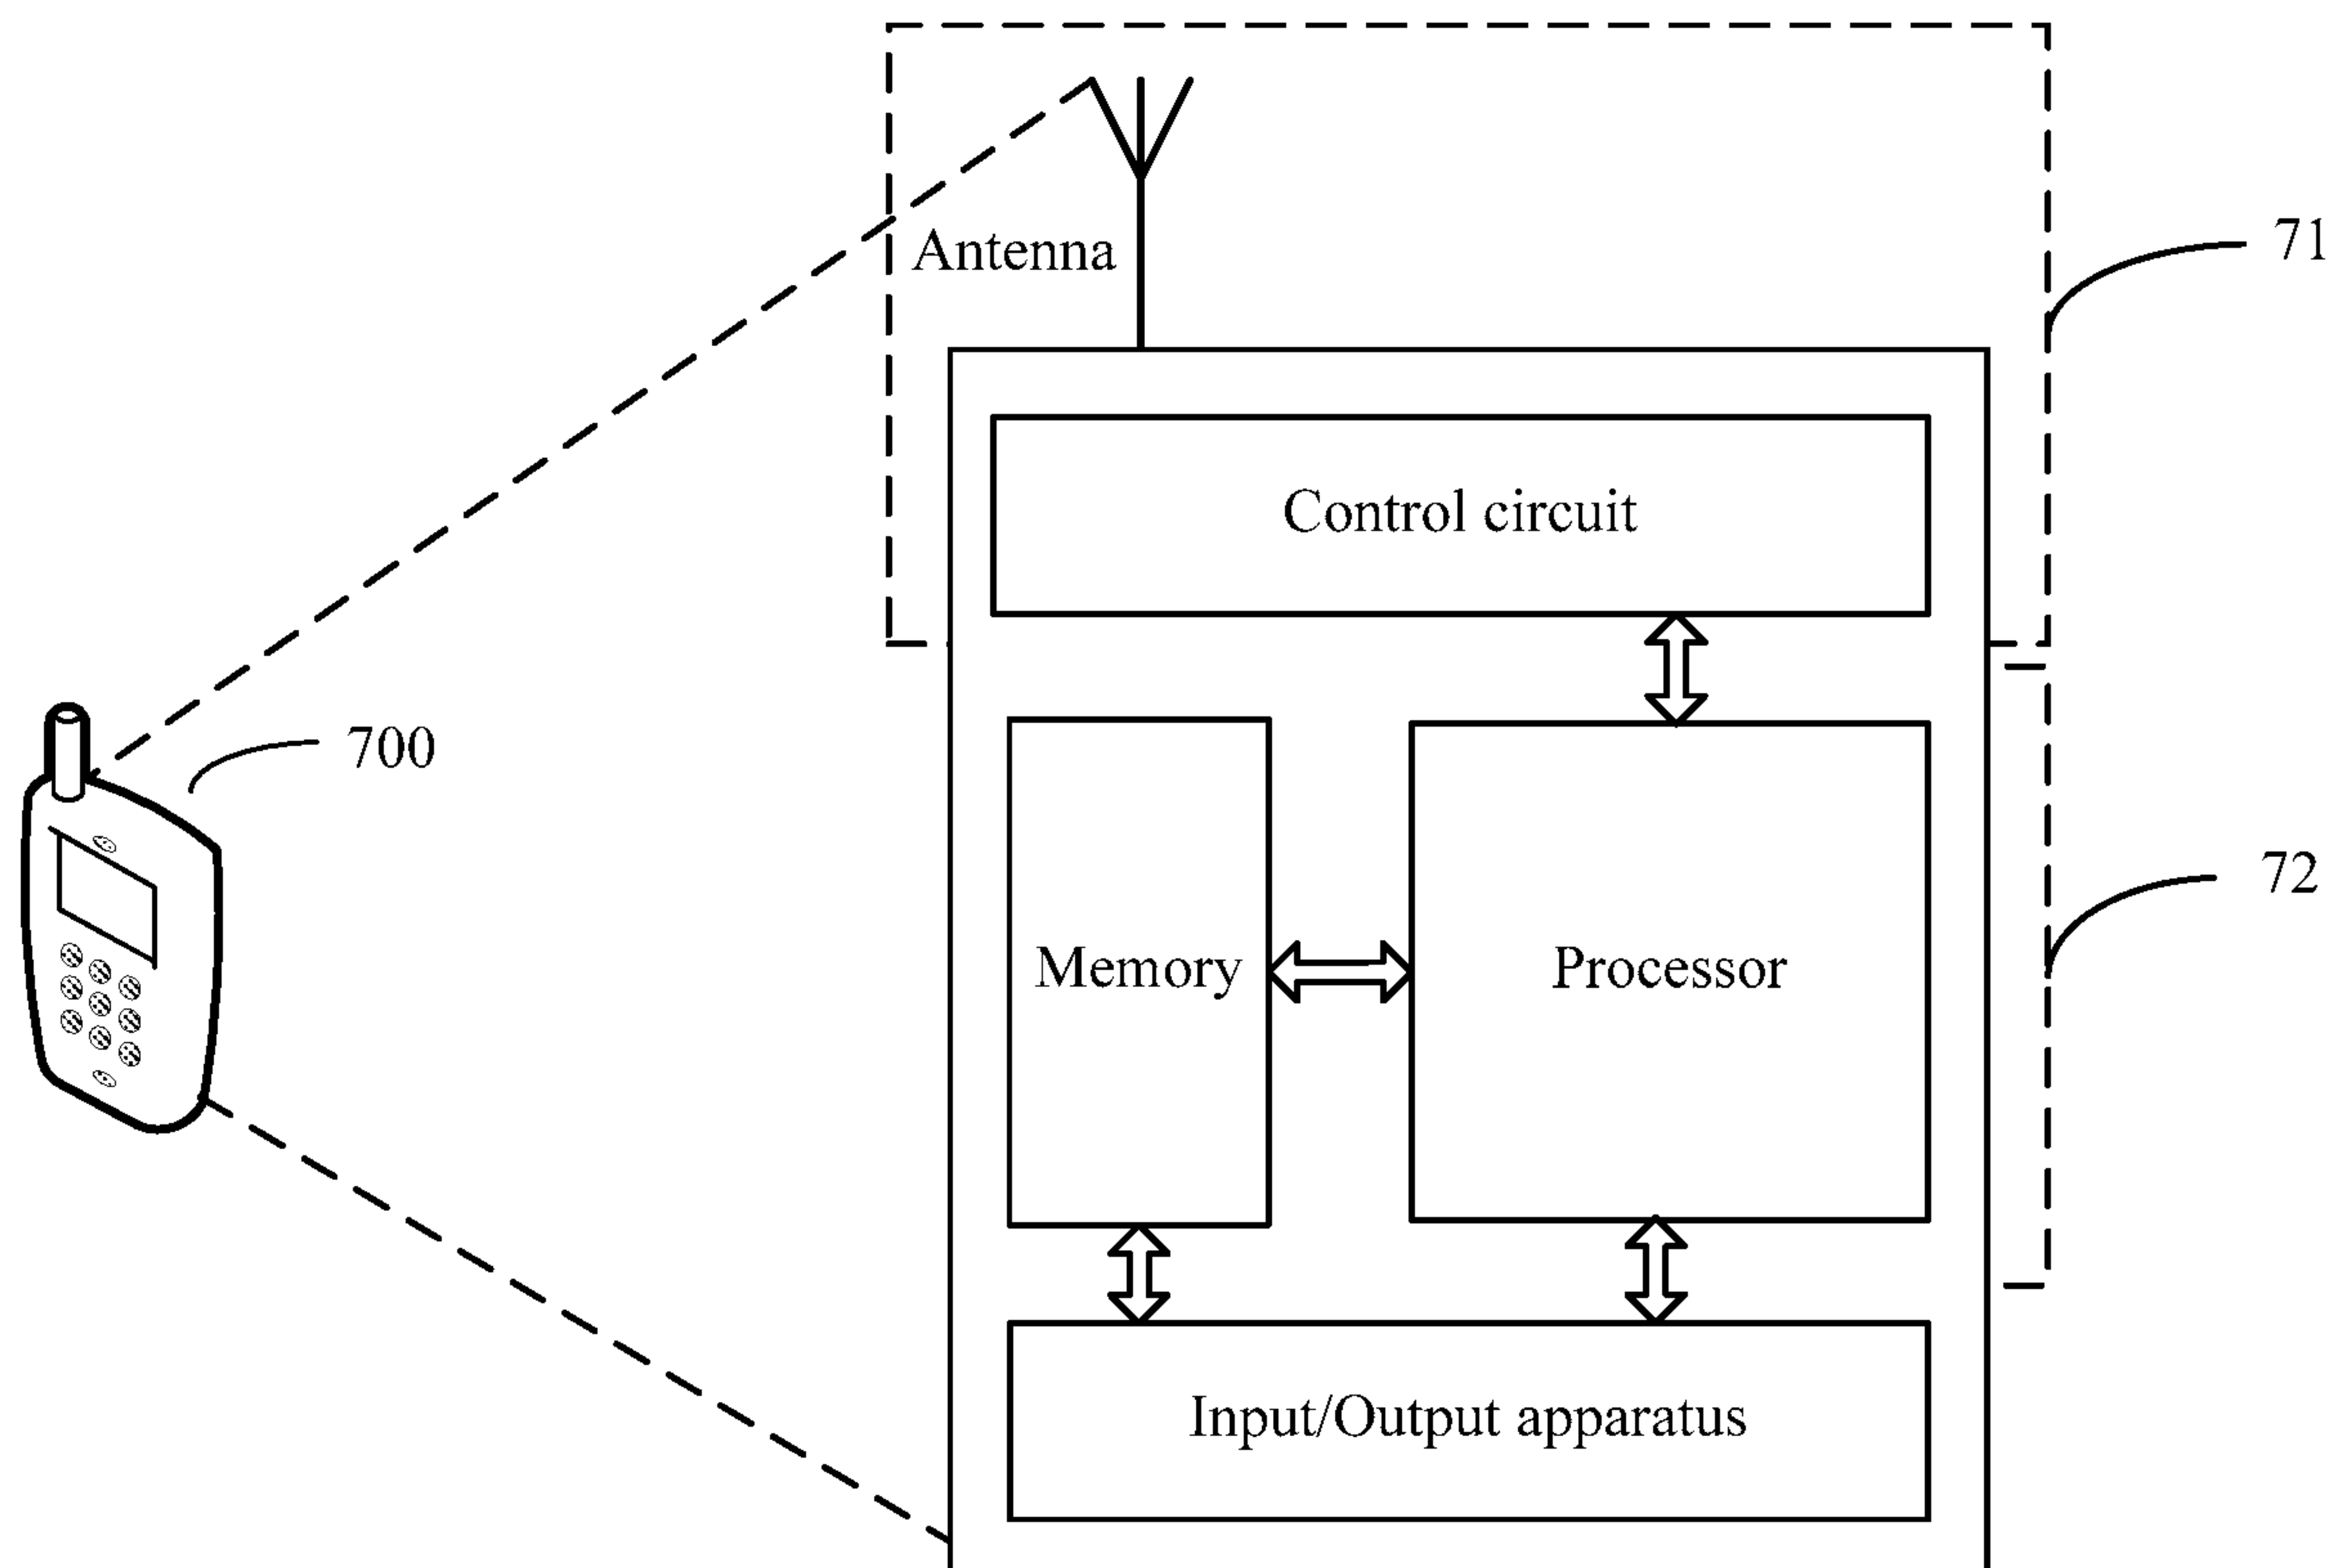 Antenna
71
Control circuit
700
72
Memory
Processor
Input/Output apparatus